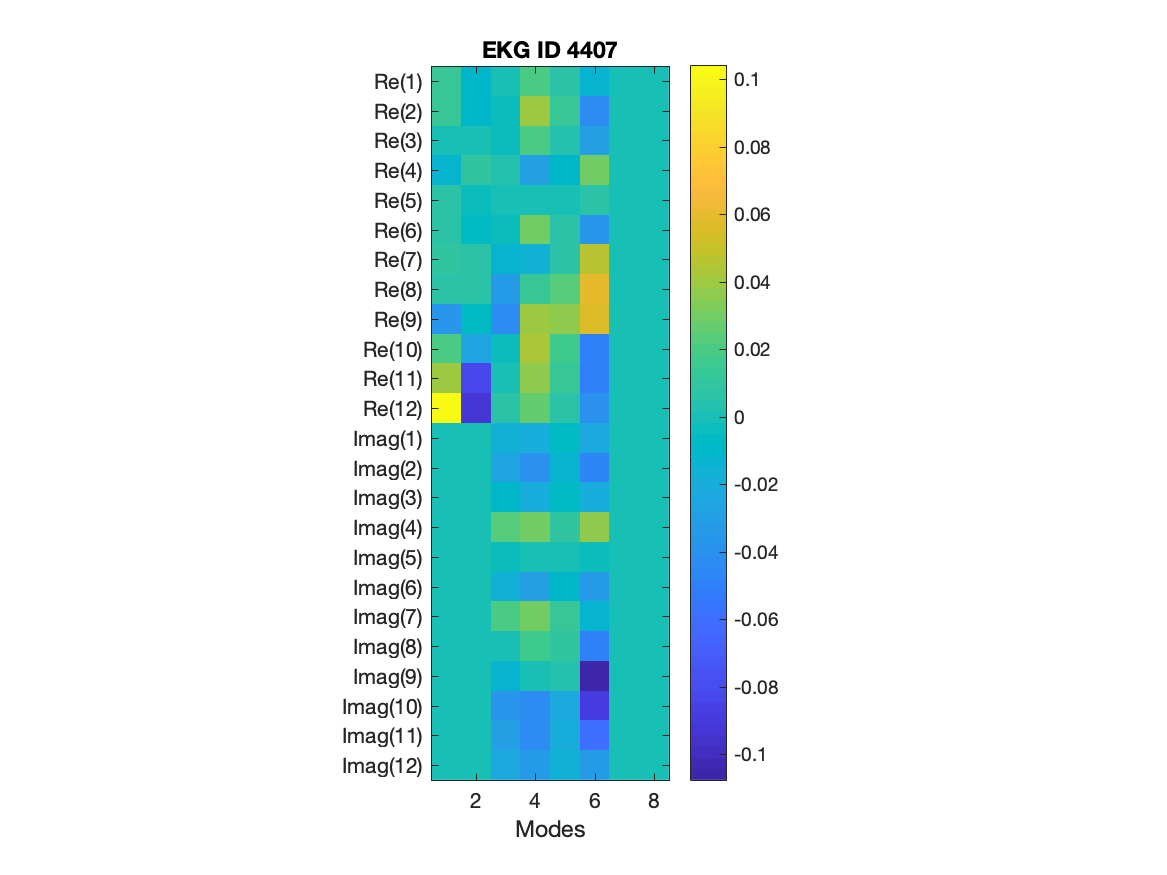 EKG ID 4407
Re(1)
Re(2)
Re(3)
Re(4)
Re(5)
Re(6)
Re(7)
Re(8)
Re(9)
Re(10)
Re(11)
Re(12)
Imag(1)
Imag(2)
Imag(3)
Imag(4)
Imag(5)
Imag(6)
Imag(7)
Imag(8)
Imag(9)
Imag(10)
Imag(11)
Imag(12)
2 4 6 8
Modes
0.1
0.08
0.06
0.04
0.02
0
-0.02
-0.04
-0.06
-0.08
-0.1